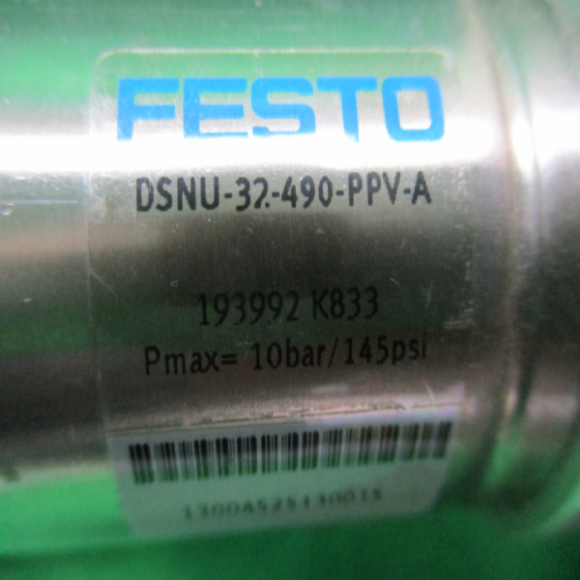 FESTO
DSNU-32-490-PPV-A
193992 K833
Pmax= 10bar/145psi